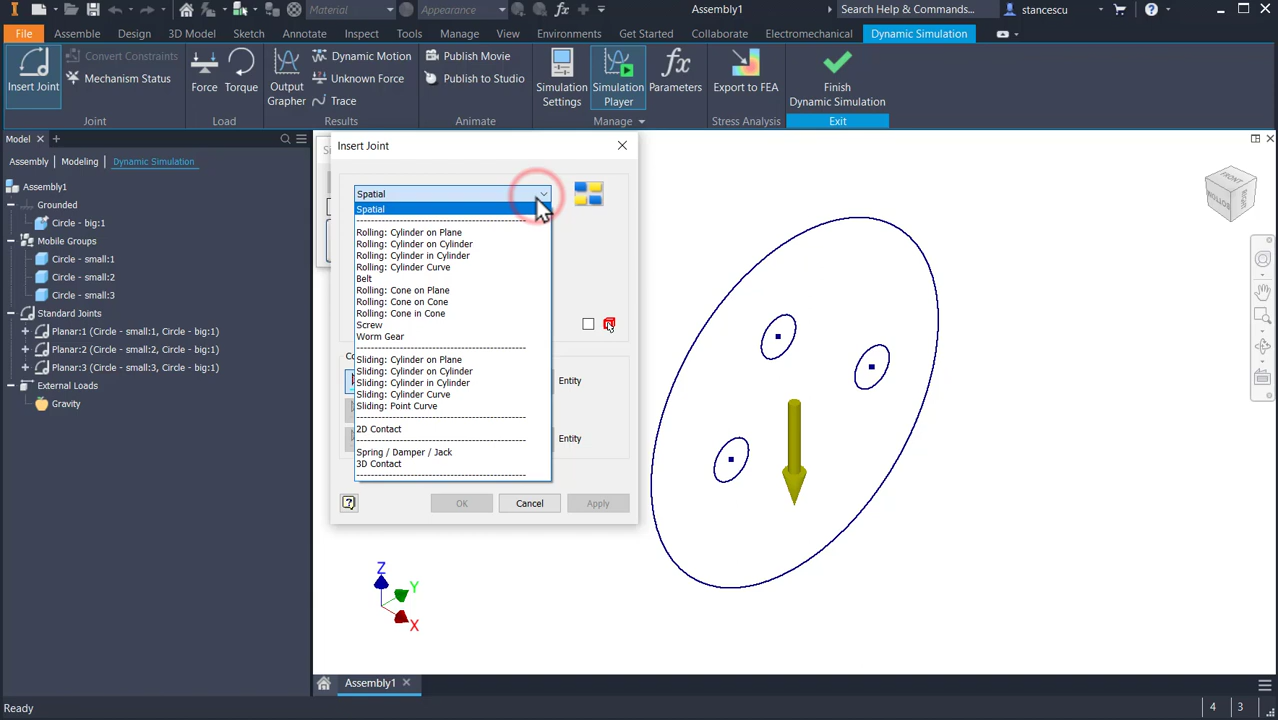 Material
Appearance
fx
Assembly1
Search Help & Commands...
stancescu
File Assemble Design 3D Model Sketch Annotate Inspect Tools Manage View Environments Get Started Collaborate Electromechanical Dynamic Simulation
Insert Joint
Convert Constraints
Mechanism Status
Joint
Force
Torque
Load
Output
Grapher
Dynamic Motion
Unknown Force
Trace
Results
Publish Movie
Publish to Studio
Animate
Simulation
Settings
Simulation
Player
fx
Parameters
Manage
Export to FEA
Stress Analysis
Finish
Dynamic Simulation
Exit
Model
Assembly Modeling Dynamic Simulation
Assembly1
Grounded
Circle - big:1
Mobile Groups
Circle - small:1
Circle - small:2
Circle - small:3
Standard Joints
Planar:1 (Circle - small:1, Circle - big:1)
Planar:2 (Circle - small:2, Circle - big:1)
Planar:3 (Circle - small:3, Circle - big:1)
External Loads
Gravity
Insert Joint
Spatial
Spatial
Rolling: Cylinder on Plane
Rolling: Cylinder on Cylinder
Rolling: Cylinder in Cylinder
Rolling: Cylinder Curve
Belt
Rolling: Cone on Plane
Rolling: Cone on Cone
Rolling: Cone in Cone
Screw
Worm Gear
Sliding: Cylinder on Plane
Sliding: Cylinder on Cylinder
Sliding: Cylinder in Cylinder
Sliding: Cylinder Curve
Sliding: Point Curve
2D Contact
Spring / Damper / Jack
3D Contact
Entity
Entity
OK
Cancel
Apply
FRONT
BOTTOM
Z
Y
X
Assembly1
Ready
4 3